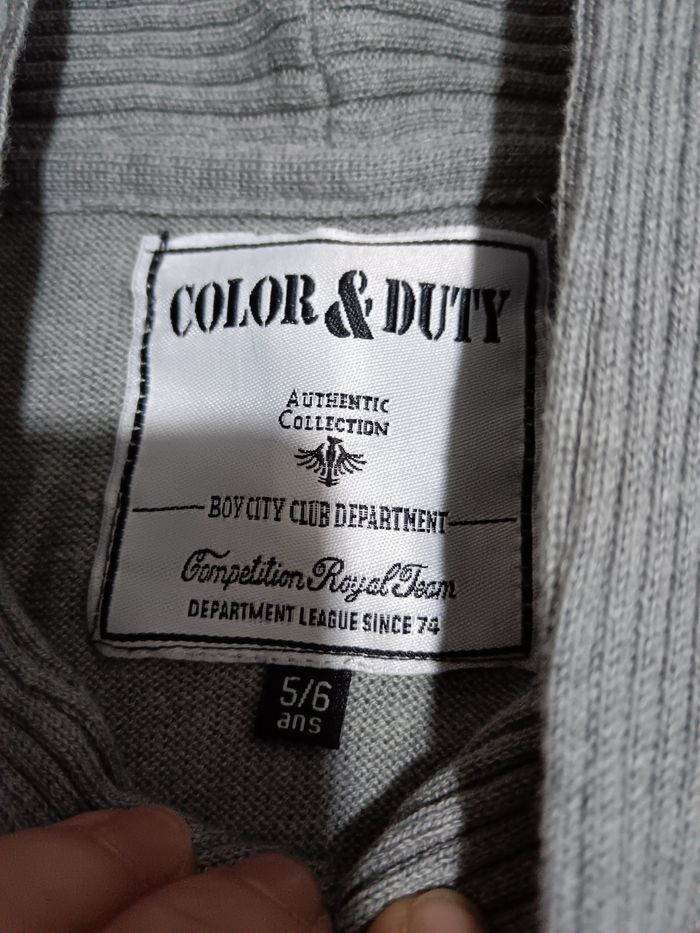 COLOR & DUTY
AUTHENTIC
COLLECTION
BOY CITY CLUB DEPARTMENT
Competition Royal Team
DEPARTMENT LEAGUE SINCE 74
5/6
ans